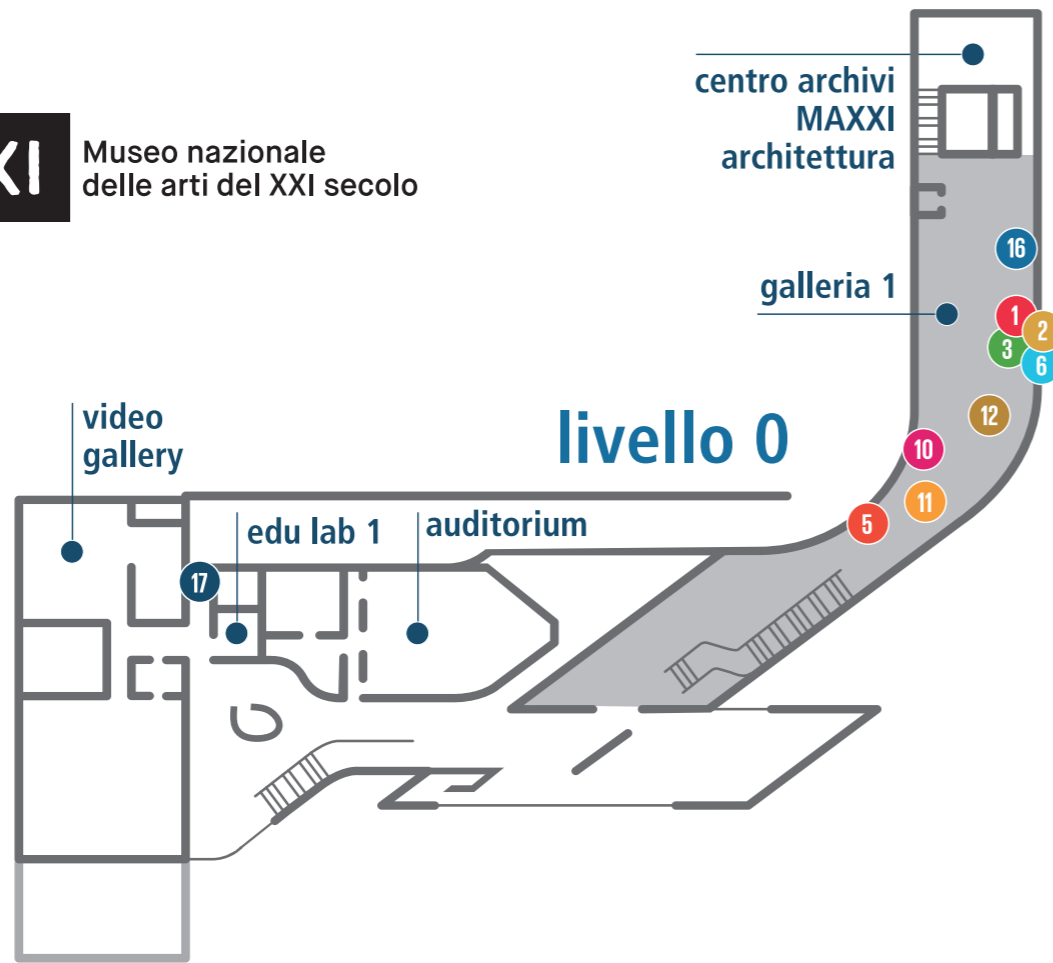 XI
Museo nazionale
delle arti del XXI secolo
centro archivi
MAXXI
architettura
16
galleria 1
1
2
3
6
video
gallery
livello 0
12
10
11
5
edu lab 1
auditorium
17